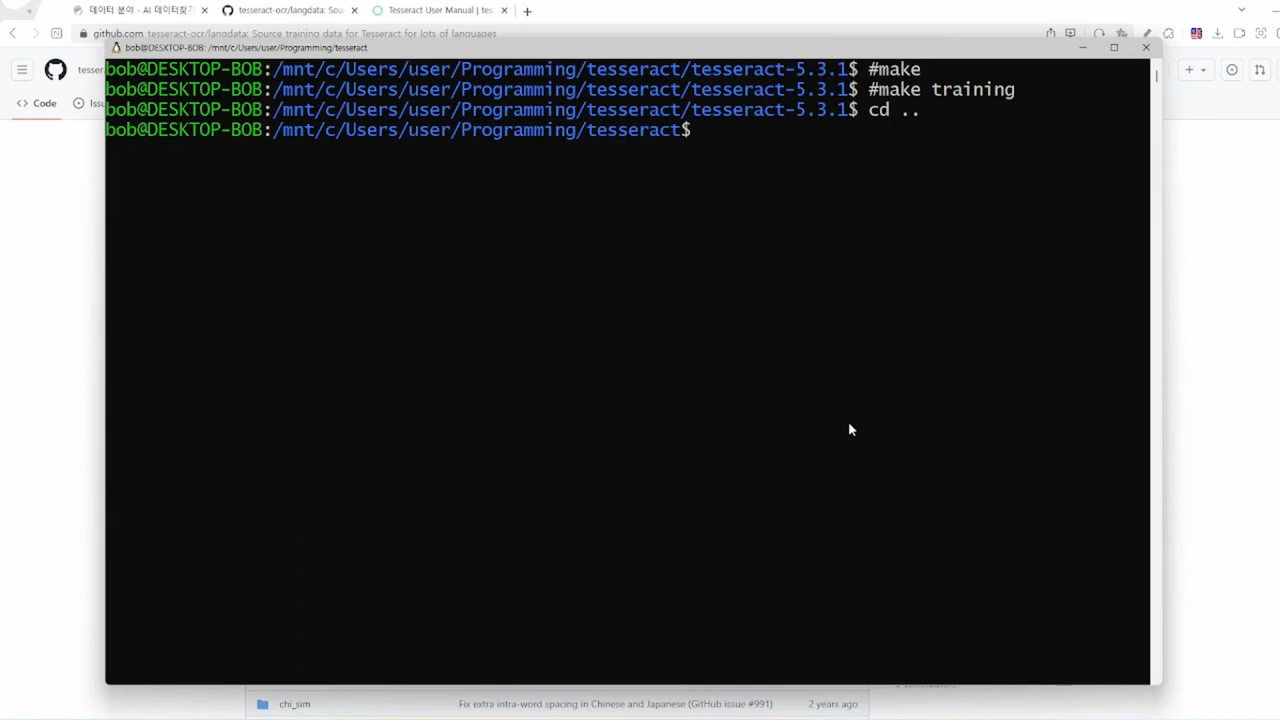 데이터 분야 - AI 데이터찾기
tesseract-ocr/langdata: Sou
Tesseract User Manual | tes
github.com tesseract-ocr/langdata: Source training data for Tesseract for lots of languages
bob@DESKTOP-BOB: /mnt/c/Users/user/Programming/tesseract
tesser
Code
Issu
bob@DESKTOP-BOB:/mnt/c/Users/user/Programming/tesseract/tesseract-5.3.1$ #make
bob@DESKTOP-BOB:/mnt/c/Users/user/Programming/tesseract/tesseract-5.3.1$ #make training
bob@DESKTOP-BOB:/mnt/c/Users/user/Programming/tesseract/tesseract-5.3.1$ cd ..
bob@DESKTOP-BOB:/mnt/c/Users/user/Programming/tesseract$
chi_sim Fix extra intra-word spacing in Chinese and Japanese (GitHub issue #991) 2 years ago